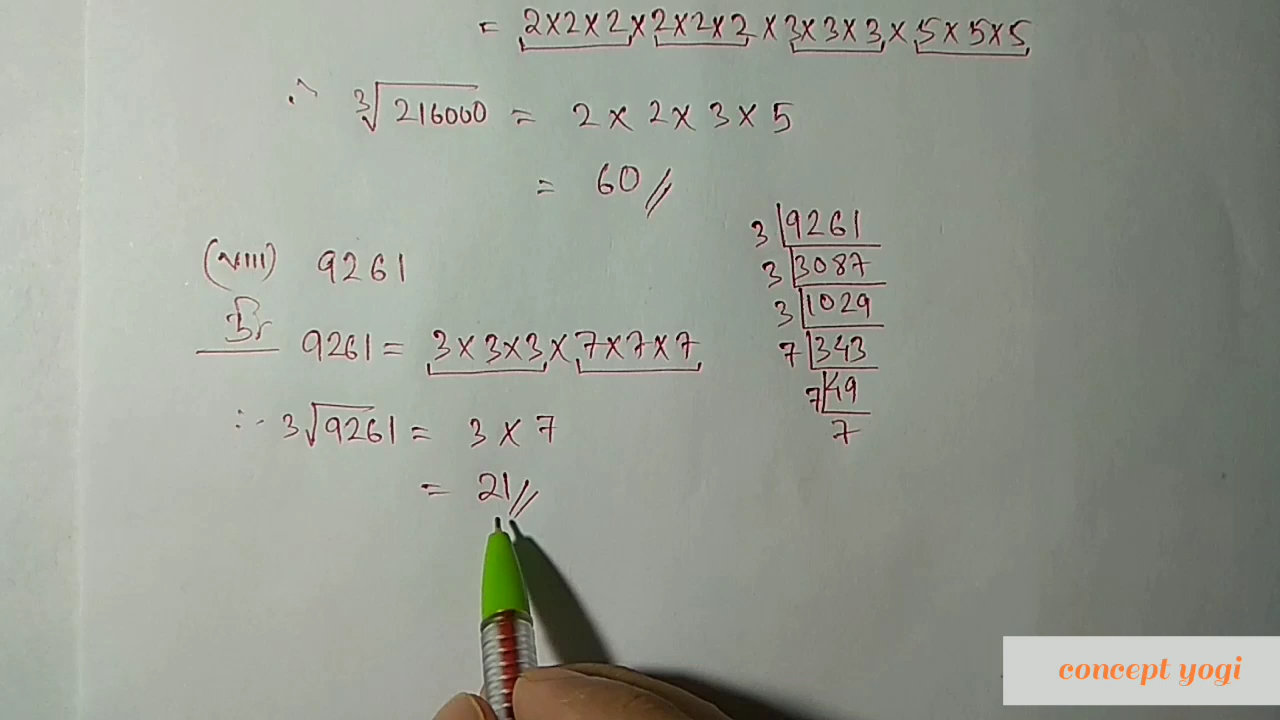 = 2×2×2×2×2×2×3×3×3×5×5×5
∴ ∛216000 = 2×2×3×5
= 60//
(viii) 9261
9261 = 3×3×3×7×7×7
∴ 3√9261 = 3×7
= 21//
3 9261
3 3087
3 1029
7 343
7 49
7
concept yogi